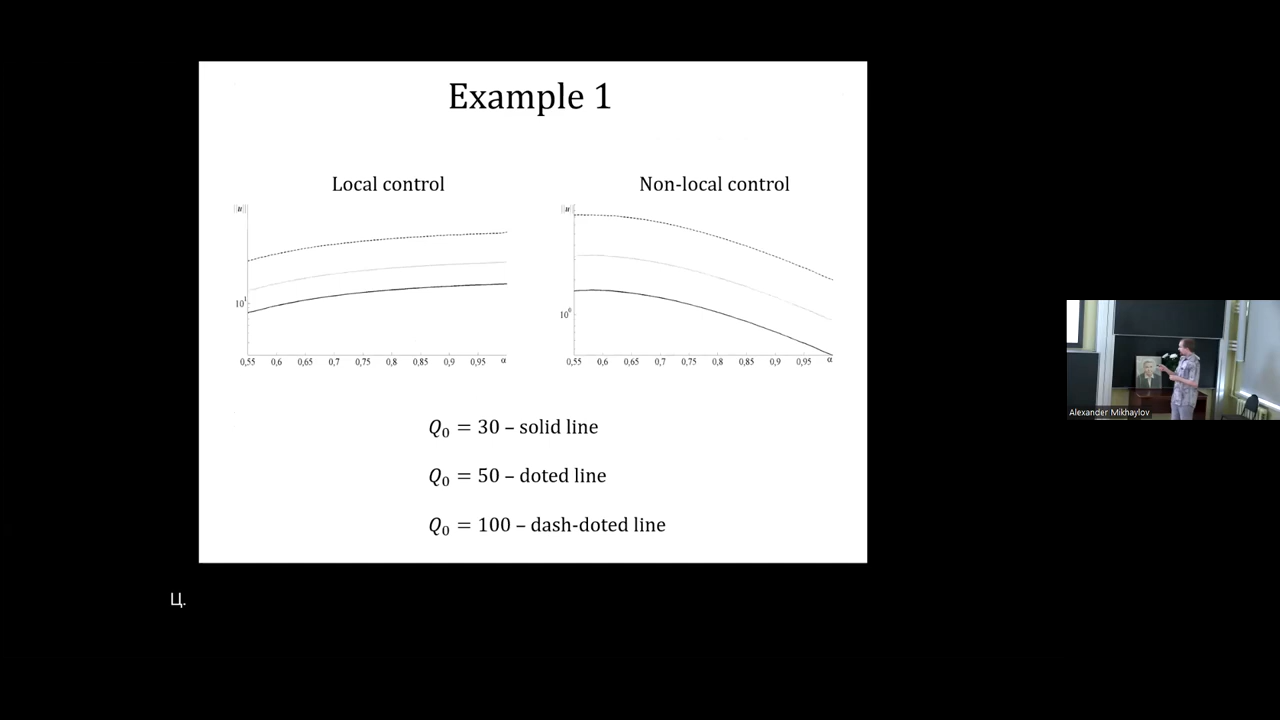 Example 1
Local control
Non-local control
‖u‖
10¹
0,55 0,6 0,65 0,7 0,75 0,8 0,85 0,9 0,95 α
‖u‖
10⁰
0,55 0,6 0,65 0,7 0,75 0,8 0,85 0,9 0,95 α
Q₀ = 30 – solid line
Q₀ = 50 – doted line
Q₀ = 100 – dash-doted line
Alexander Mikhaylov
Ц.